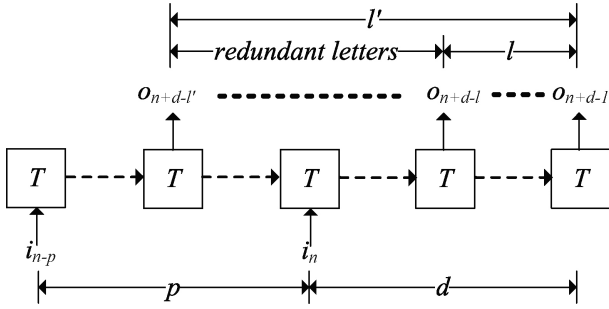 l'
redundant letters l
o_{n+d-l'} o_{n+d-l} o_{n+d-1}
T T T T T
i_{n-p} i_n
p d